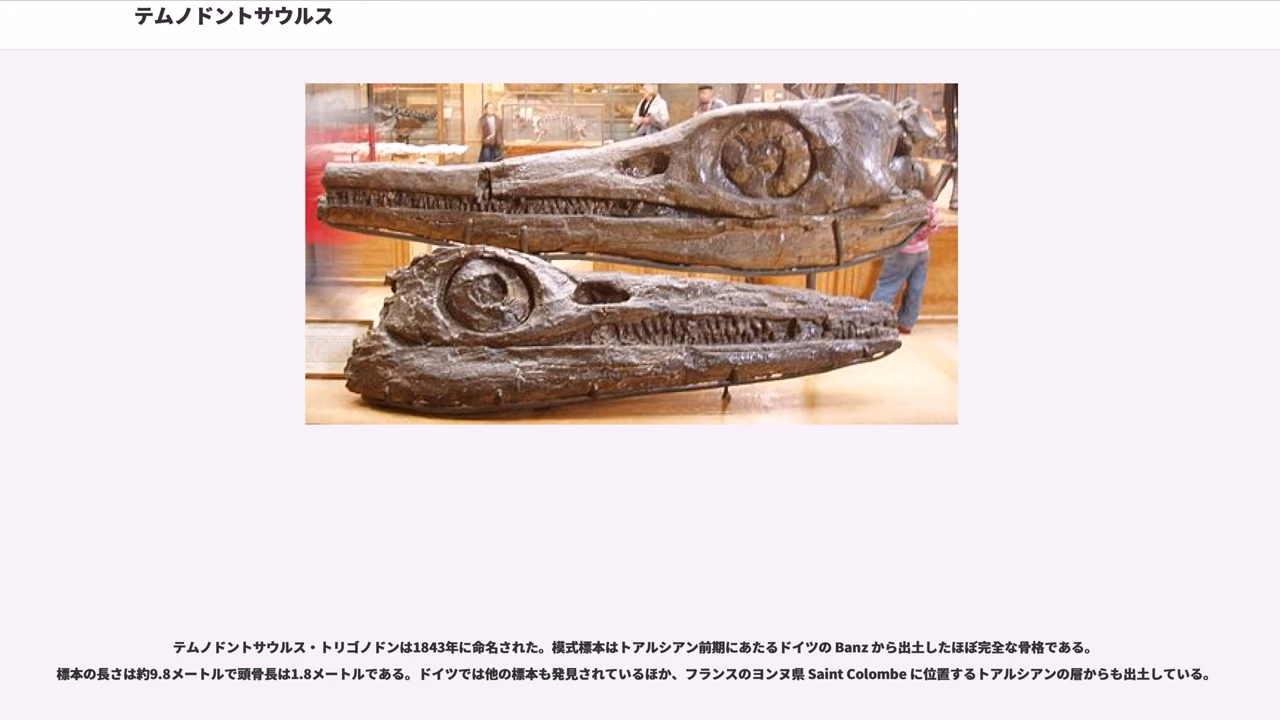 テムノドントサウルス
テムノドントサウルス・トリゴノドンは1843年に命名された。模式標本はトアルシアン前期にあたるドイツの Banz から出土したほぼ完全な骨格である。
標本の長さは約9.8メートルで頭骨長は1.8メートルである。ドイツでは他の標本も発見されているほか、フランスのヨンヌ県 Saint Colombe に位置するトアルシアンの層からも出土している。